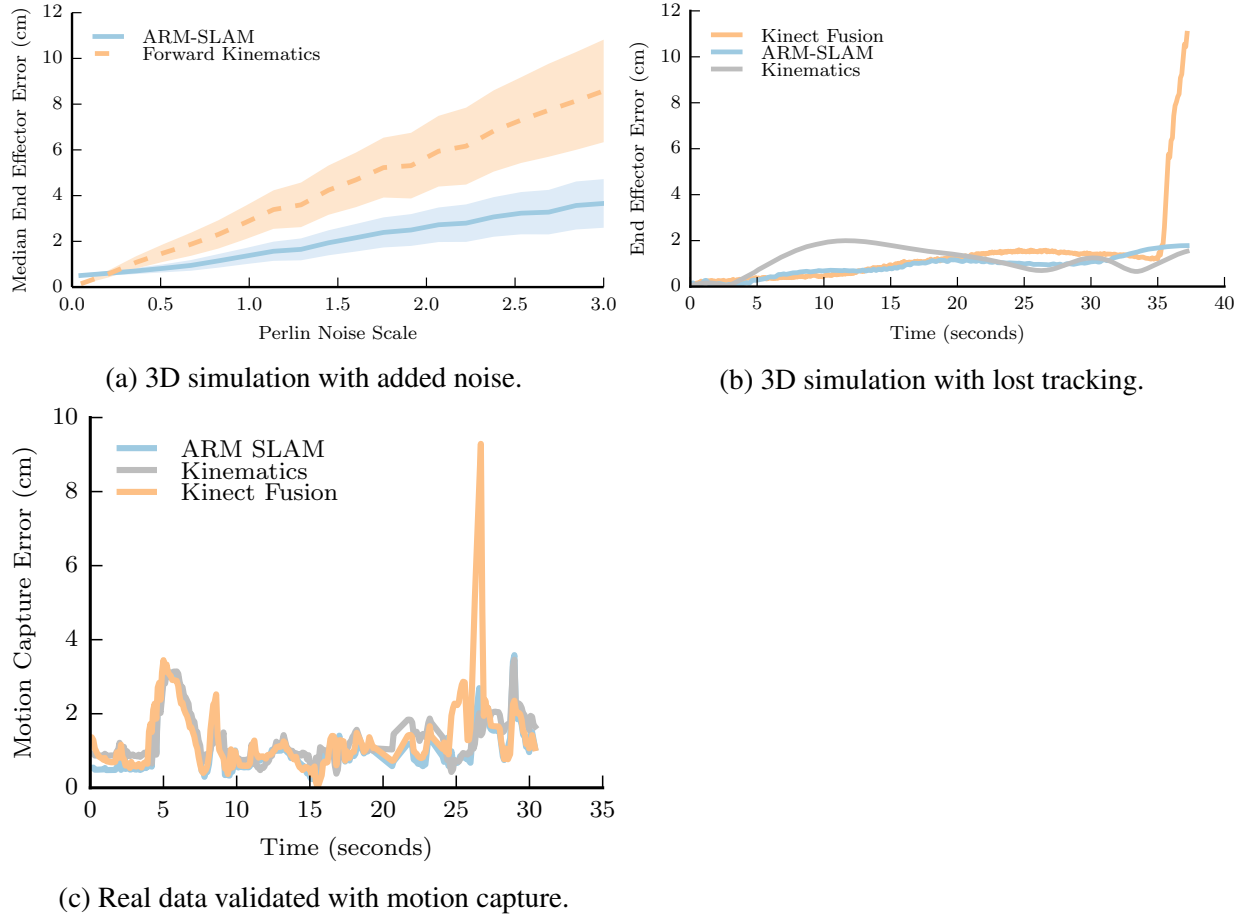 12
10
8
6
4
2
0
Median End Effector Error (cm)
ARM-SLAM
Forward Kinematics
0.0 0.5 1.0 1.5 2.0 2.5 3.0
Perlin Noise Scale
(a) 3D simulation with added noise.
12
10
8
6
4
2
0
End Effector Error (cm)
Kinect Fusion
ARM-SLAM
Kinematics
0 5 10 15 20 25 30 35 40
Time (seconds)
(b) 3D simulation with lost tracking.
10
8
6
4
2
0
Motion Capture Error (cm)
ARM SLAM
Kinematics
Kinect Fusion
0 5 10 15 20 25 30 35
Time (seconds)
(c) Real data validated with motion capture.